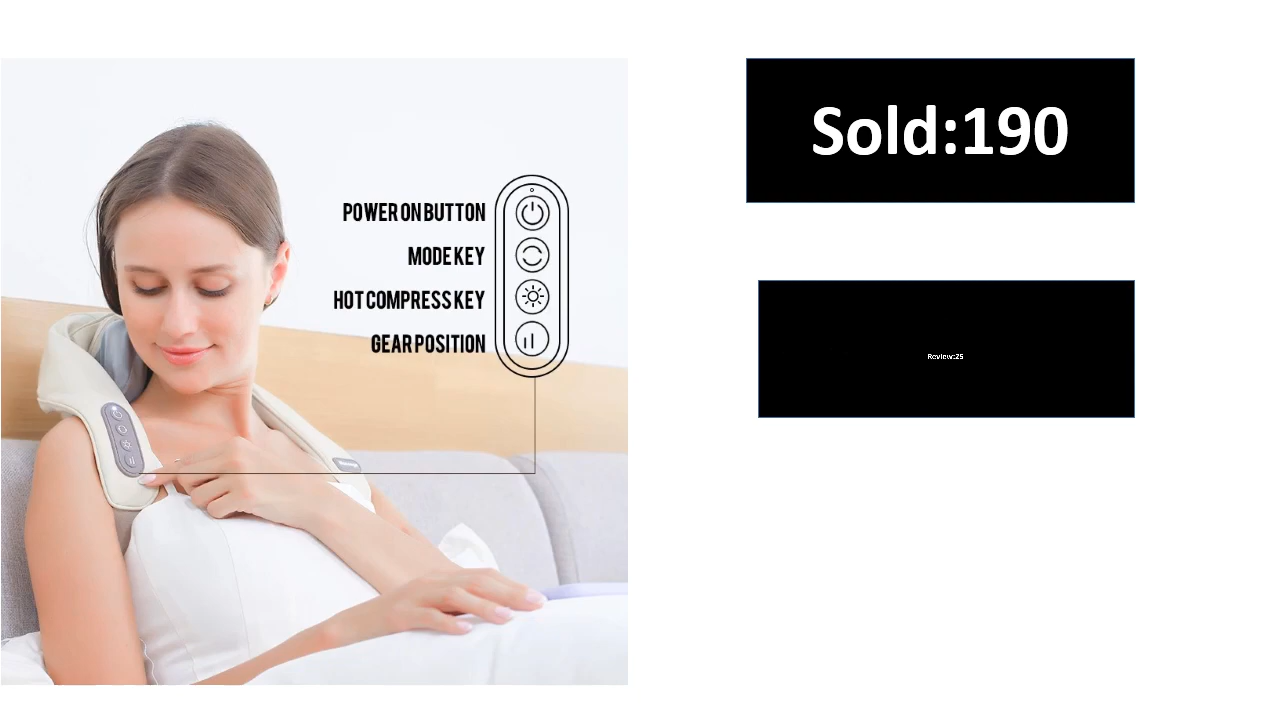 POWER ON BUTTON
MODE KEY
HOT COMPRESS KEY
GEAR POSITION
Sold:190
Review:25